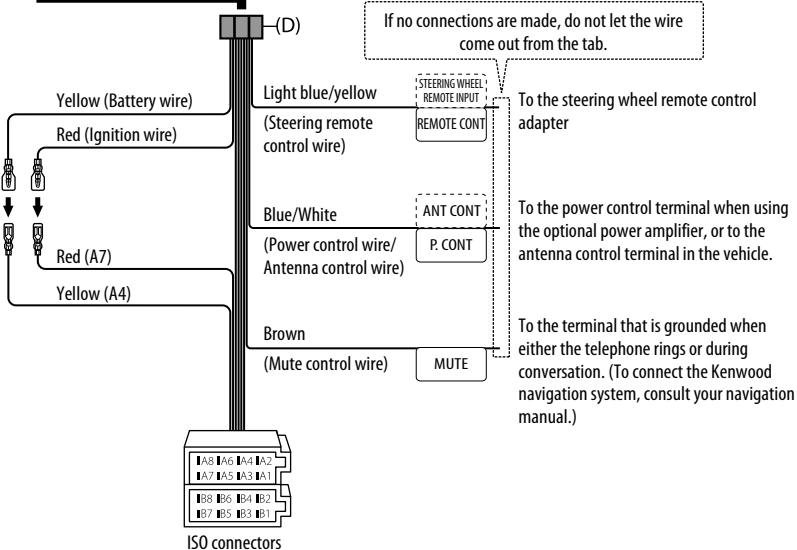 (D)
If no connections are made, do not let the wire
come out from the tab.
Yellow (Battery wire)
Red (Ignition wire)
Light blue/yellow
(Steering remote
control wire)
STEERING WHEEL
REMOTE INPUT
REMOTE CONT
To the steering wheel remote control
adapter
Blue/White
(Power control wire/
Antenna control wire)
ANT CONT
P. CONT
To the power control terminal when using
the optional power amplifier, or to the
antenna control terminal in the vehicle.
Red (A7)
Yellow (A4)
Brown
(Mute control wire)
MUTE
To the terminal that is grounded when
either the telephone rings or during
conversation. (To connect the Kenwood
navigation system, consult your navigation
manual.)
A8 A6 A4 A2
A7 A5 A3 A1
B8 B6 B4 B2
B7 B5 B3 B1
ISO connectors